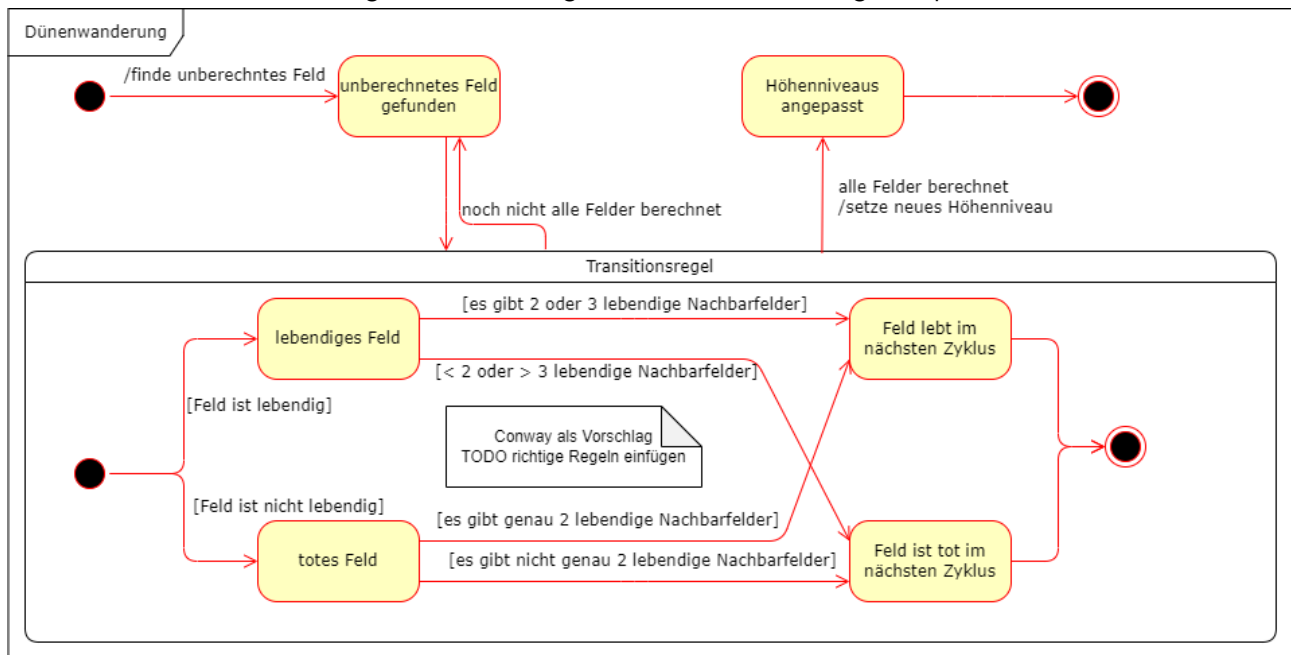 Dünenwanderung
/finde unberechntes Feld
unberechnetes Feld
gefunden
Höhenniveaus
angepasst
noch nicht alle Felder berechnet
alle Felder berechnet
/setze neues Höhenniveau
Transitionsregel
[es gibt 2 oder 3 lebendige Nachbarfelder]
lebendiges Feld
Feld lebt im
nächsten Zyklus
[< 2 oder > 3 lebendige Nachbarfelder]
[Feld ist lebendig]
Conway als Vorschlag
TODO richtige Regeln einfügen
[Feld ist nicht lebendig]
[es gibt genau 2 lebendige Nachbarfelder]
totes Feld
[es gibt nicht genau 2 lebendige Nachbarfelder]
Feld ist tot im
nächsten Zyklus